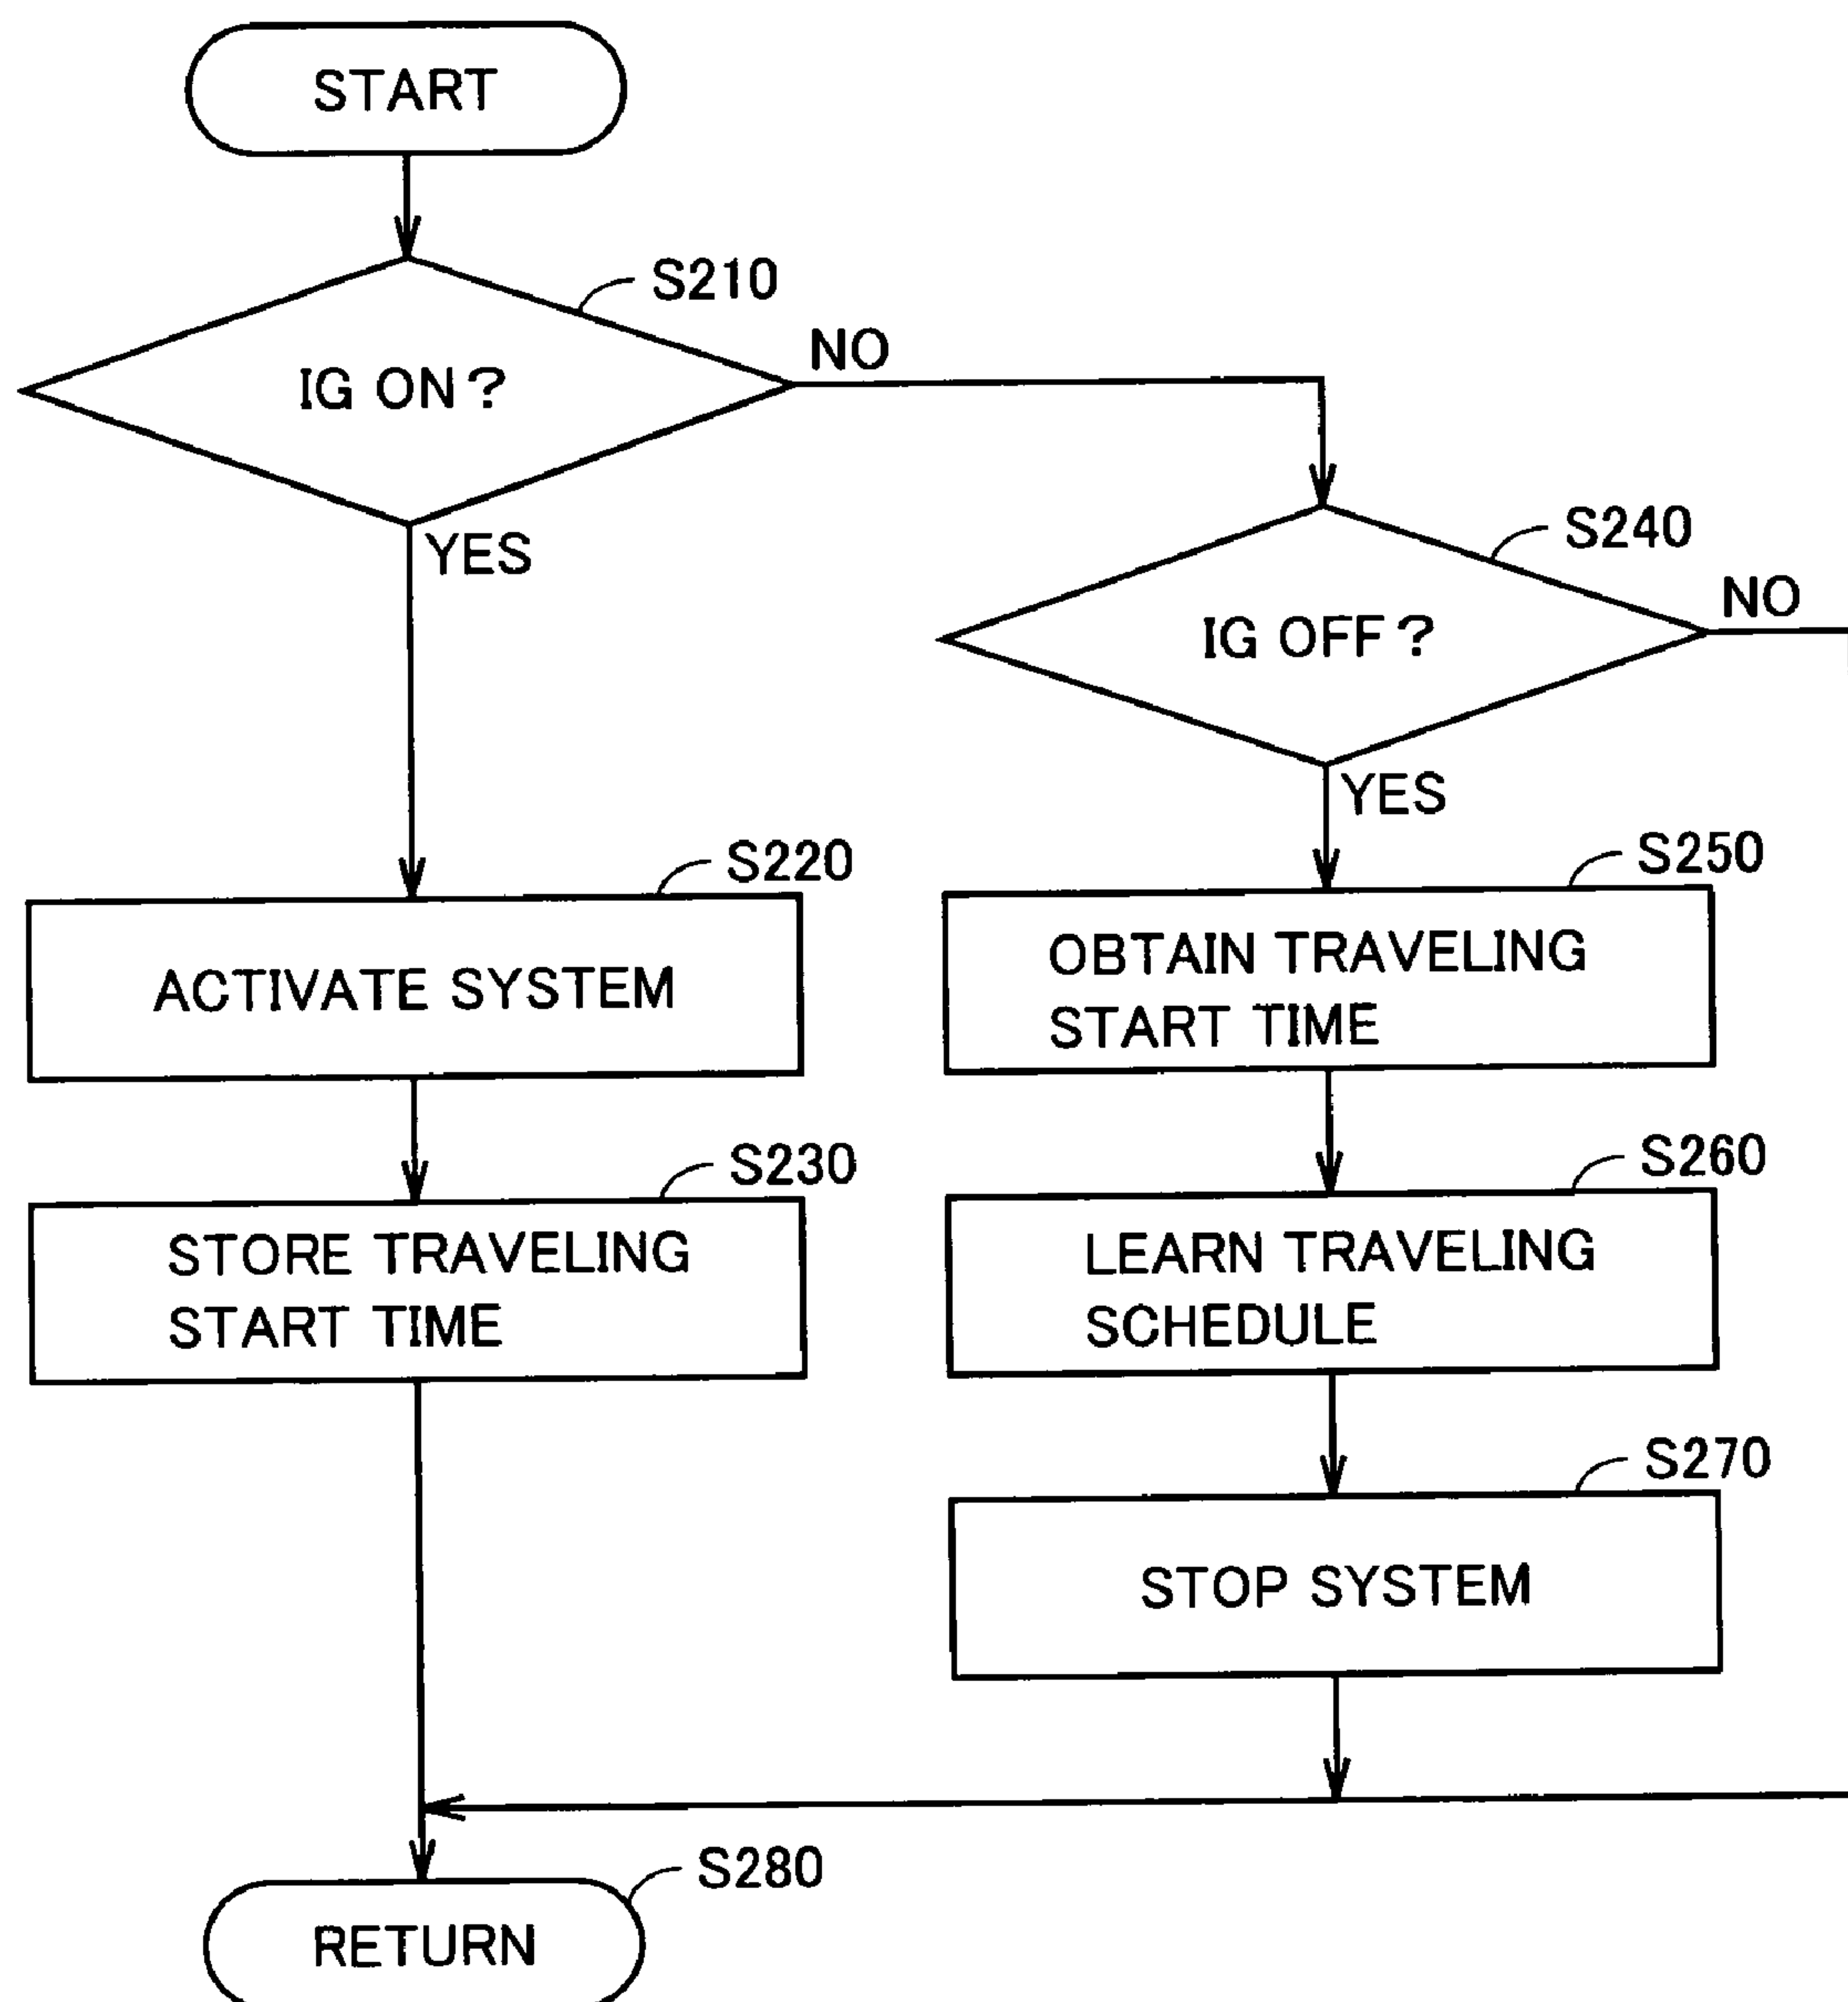 START
S210
IG ON?
NO
YES
S240
IG OFF?
NO
YES
S220
ACTIVATE SYSTEM
S250
OBTAIN TRAVELING
START TIME
S230
STORE TRAVELING
START TIME
S260
LEARN TRAVELING
SCHEDULE
S270
STOP SYSTEM
S280
RETURN